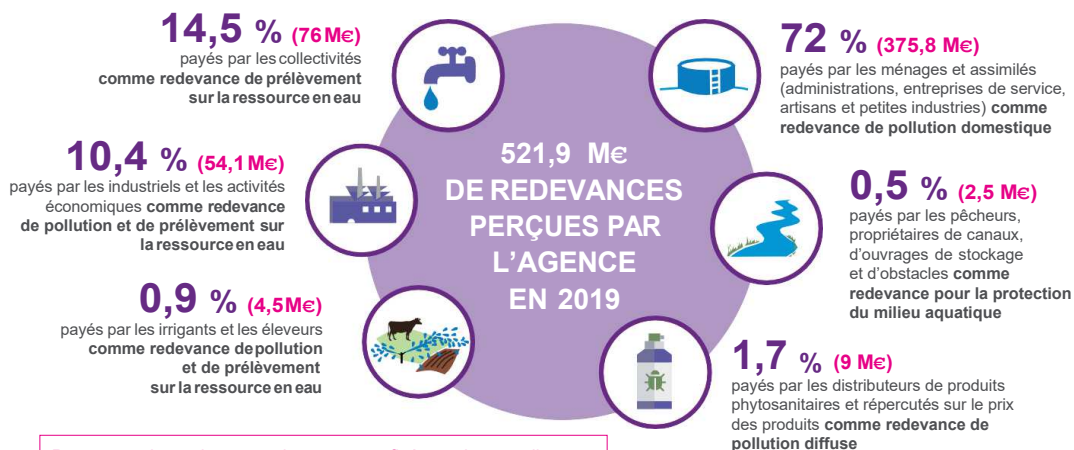 14,5 % (76 M€)
payés par les collectivités
comme redevance de prélèvement
sur la ressource en eau
10,4 % (54,1 M€)
payés par les industriels et les activités
économiques comme redevance
de pollution et de prélèvement sur
la ressource en eau
0,9 % (4,5 M€)
payés par les irrigants et les éleveurs
comme redevance de pollution
et de prélèvement
sur la ressource en eau
521,9 M€
DE REDEVANCES
PERÇUES PAR
L'AGENCE
EN 2019
72 % (375,8 M€)
payés par les ménages et assimilés
(administrations, entreprises de service,
artisans et petites industries) comme
redevance de pollution domestique
0,5 % (2,5 M€)
payés par les pêcheurs,
propriétaires de canaux,
d'ouvrages de stockage
et d'obstacles comme
redevance pour la protection
du milieu aquatique
1,7 % (9 M€)
payés par les distributeurs de produits
phytosanitaires et répercutés sur le prix
des produits comme redevance de
pollution diffuse